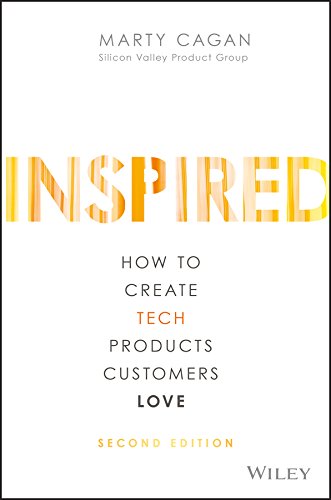 MARTY CAGAN
Silicon Valley Product Group
INSPIRED
HOW TO
CREATE
TECH
PRODUCTS
CUSTOMERS
LOVE
SECOND EDITION
WILEY